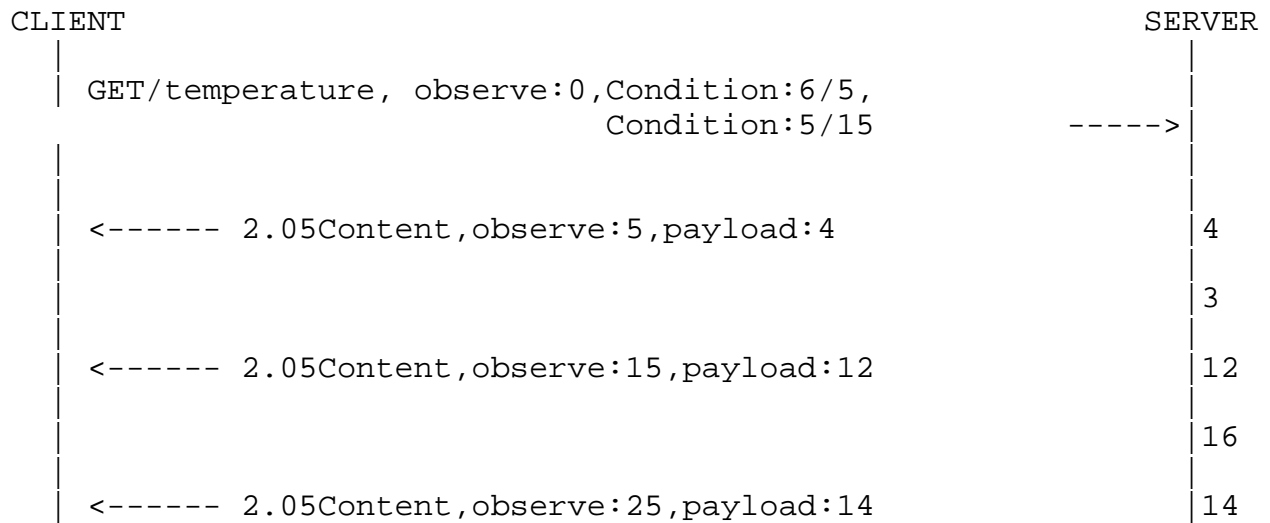 CLIENT SERVER
GET/temperature, observe:0,Condition:6/5,
Condition:5/15 ----->|
<------ 2.05Content,observe:5,payload:4 |4
|3
<------ 2.05Content,observe:15,payload:12 |12
|16
<------ 2.05Content,observe:25,payload:14 |14